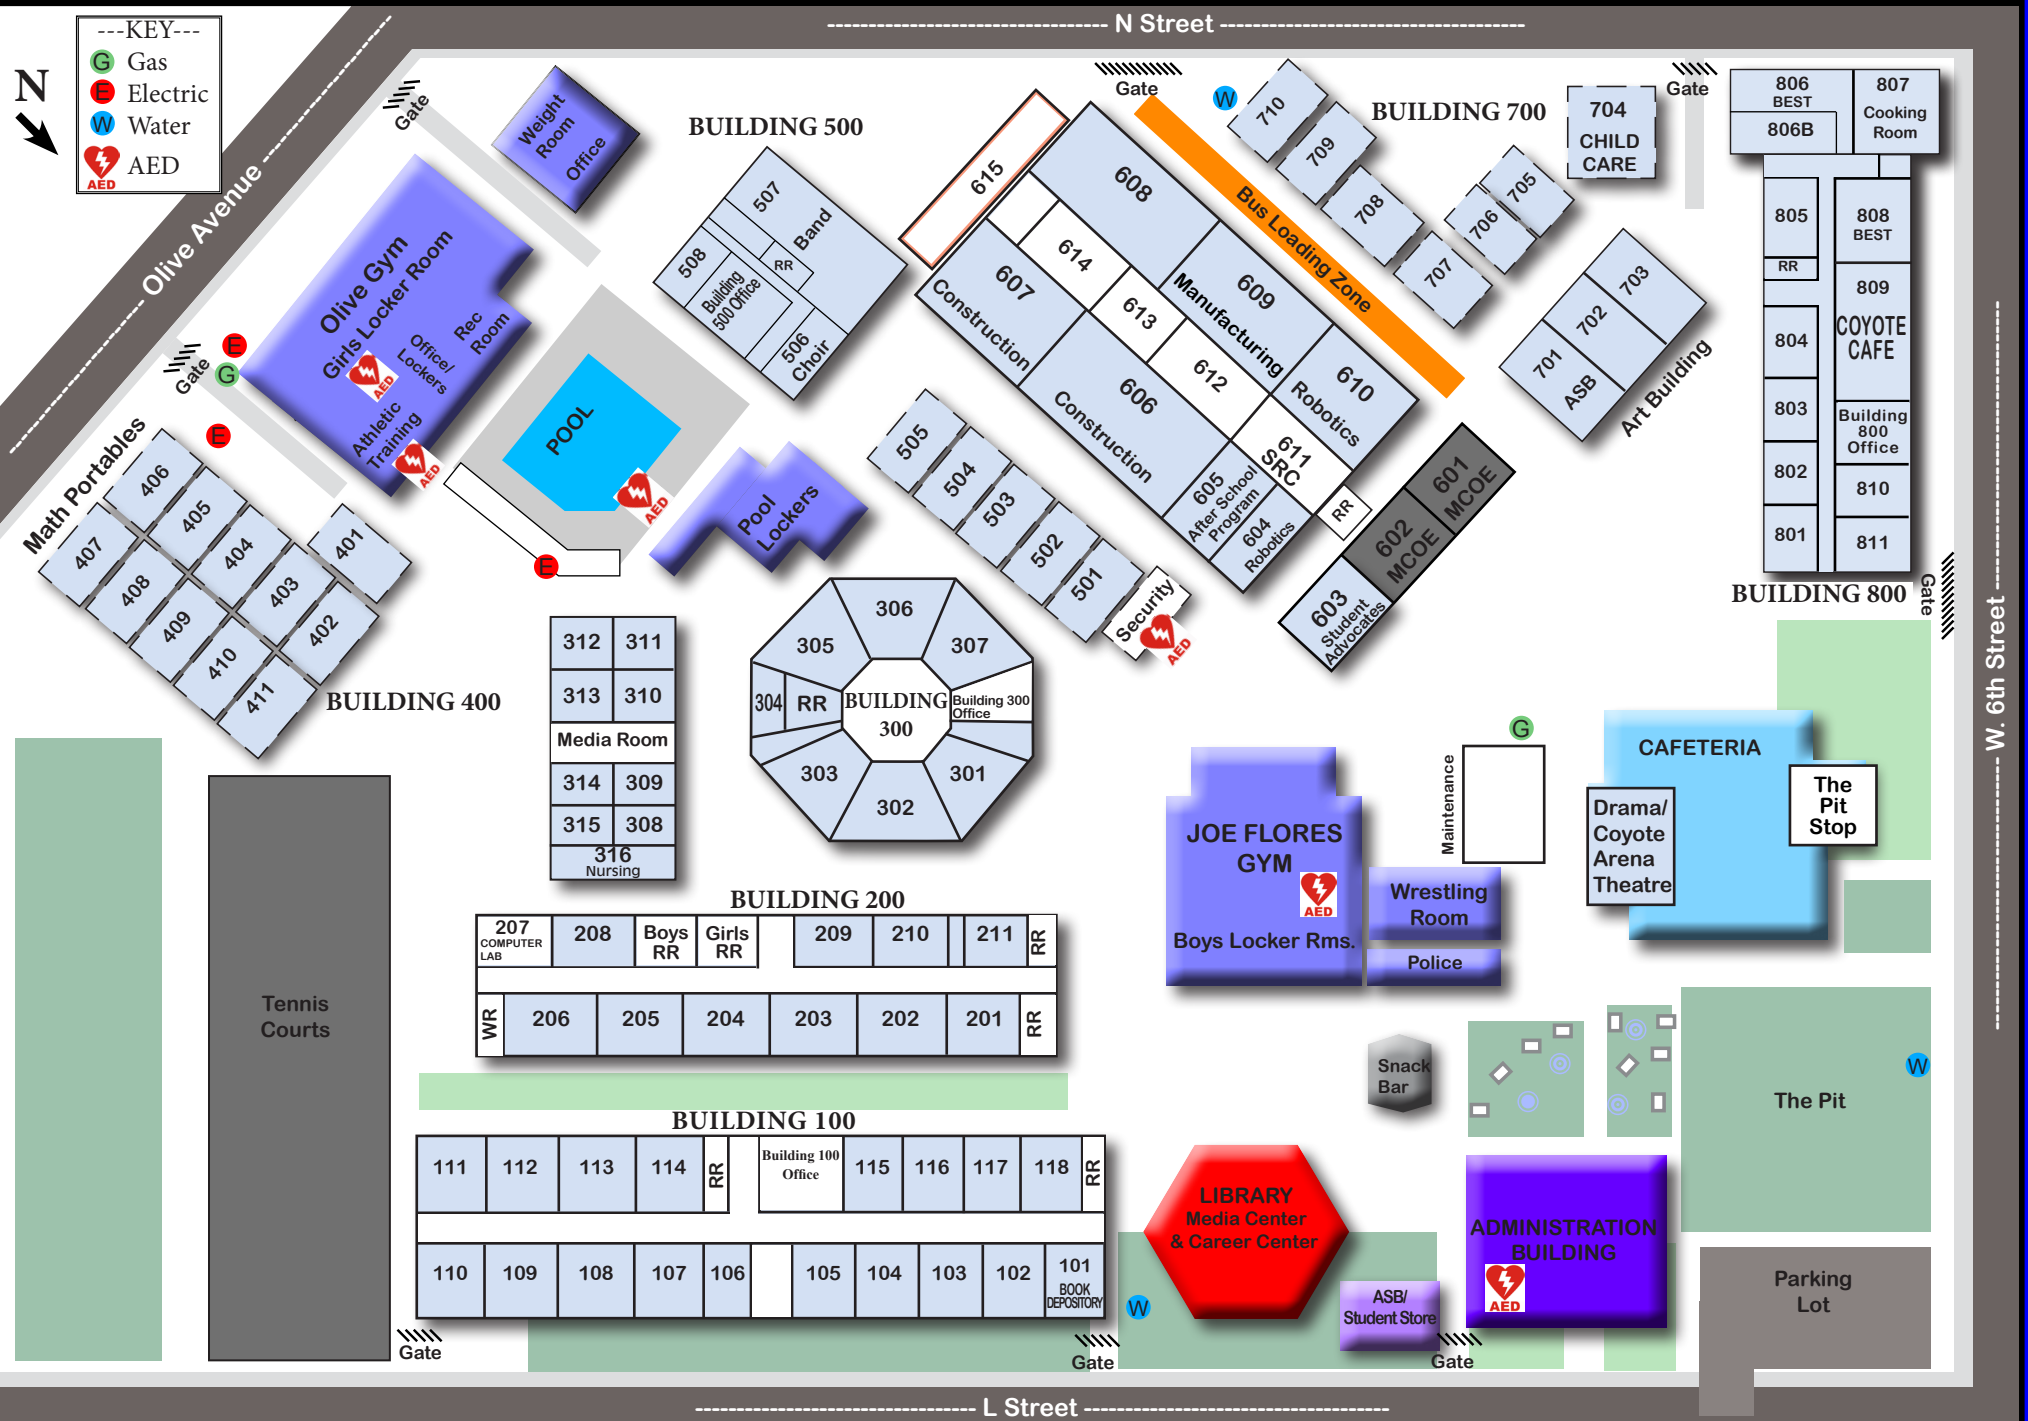 ---KEY---
G Gas
E Electric
W Water
AED AED
N
N Street
Olive Avenue
W. 6th Street
L Street
Gate
Gate
Gate
Gate
Gate
Gate
Gate
Gate
Weight
Room
Office
Olive Gym
Girls Locker Room
Office/
Lockers
Rec
Room
Athletic
Training
AED
AED
E
G
E
POOL
AED
E
Pool
Lockers
BUILDING 500
507
Band
RR
508
Building
500 Office
506
Choir
505
504
503
502
501
Security
AED
615
608
614
607
Construction
613
609
Manufacturing
612
606
Construction
610
Robotics
611
SRC
605
After School
Program
604
Robotics
RR
601
MCOE
602
MCOE
603
Student
Advocates
Bus Loading Zone
W
BUILDING 700
710
709
708
707
706
705
704
CHILD
CARE
703
702
701
ASB
Art Building
806
BEST
806B
807
Cooking
Room
805
RR
808
BEST
809
COYOTE
CAFE
804
803
802
801
Building
800
Office
810
811
BUILDING 800
Math Portables
406
405
404
403
402
401
407
408
409
410
411
BUILDING 400
312 311
313 310
Media Room
314 309
315 308
316
Nursing
306
305
307
304
RR
BUILDING
300
Building 300
Office
303
301
302
G
Maintenance
JOE FLORES
GYM
AED
Boys Locker Rms.
Wrestling
Room
Police
CAFETERIA
The
Pit
Stop
Drama/
Coyote
Arena
Theatre
BUILDING 200
207
COMPUTER
LAB
208
Boys
RR
Girls
RR
209
210
211
RR
WR
206
205
204
203
202
201
RR
Tennis
Courts
BUILDING 100
111
112
113
114
RR
Building 100
Office
115
116
117
118
RR
110
109
108
107
106
105
104
103
102
101
BOOK
DEPOSITORY
Snack
Bar
The Pit
W
LIBRARY
Media Center
& Career Center
W
ASB/
Student Store
ADMINISTRATION
BUILDING
AED
Parking
Lot